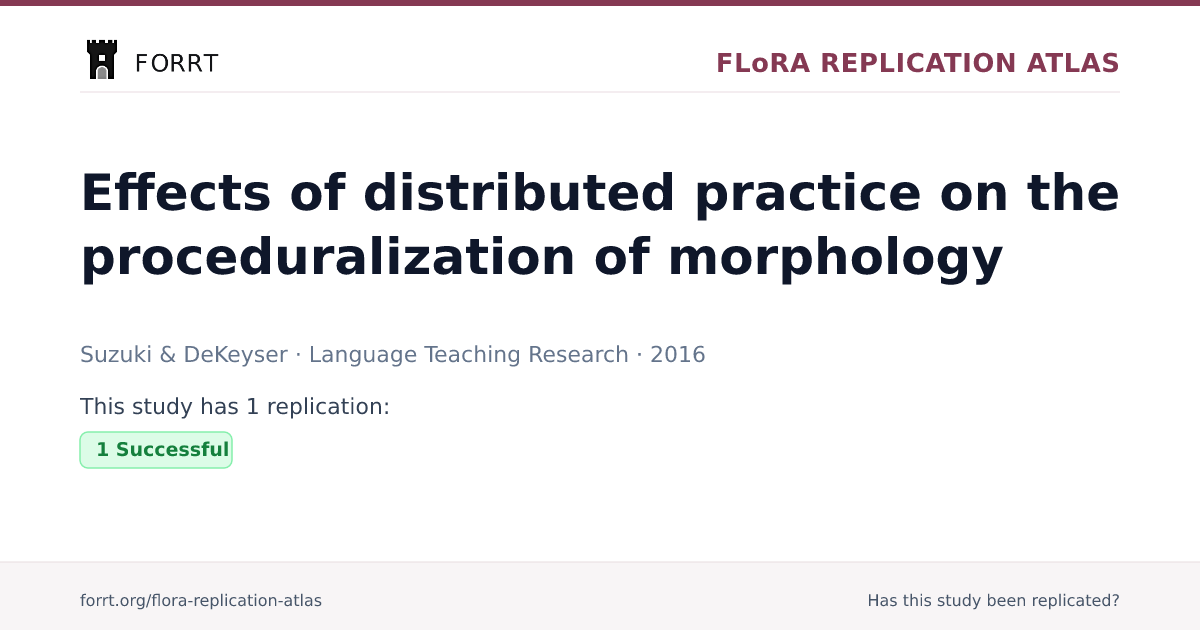 FORRT
FLoRA REPLICATION ATLAS
Effects of distributed practice on the
proceduralization of morphology
Suzuki & DeKeyser · Language Teaching Research · 2016
This study has 1 replication:
1 Successful
forrt.org/flora-replication-atlas
Has this study been replicated?